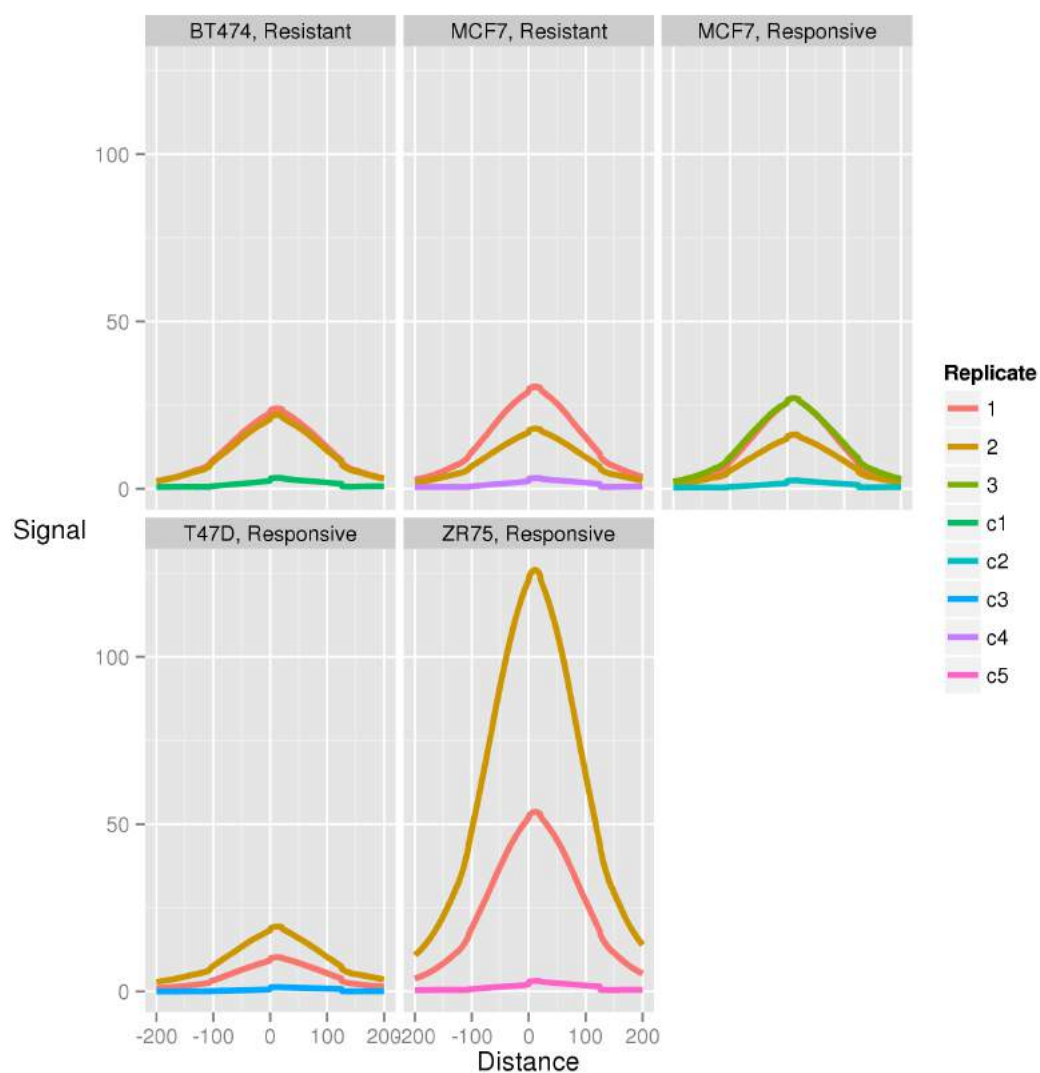 BT474, Resistant
MCF7, Resistant
MCF7, Responsive
100
50
0
Signal
T47D, Responsive
ZR75, Responsive
100
50
0
-200 -100 0 100 200
-200 -100 0 100 200
Distance
Replicate
1
2
3
c1
c2
c3
c4
c5